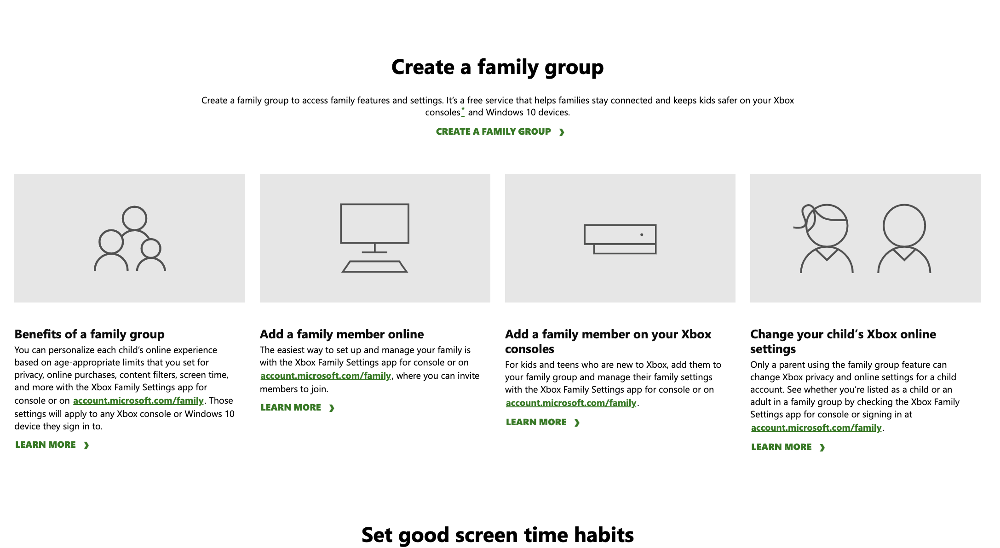 Create a family group
Create a family group to access family features and settings. It’s a free service that helps families stay connected and keeps kids safer on your Xbox
consoles* and Windows 10 devices.
CREATE A FAMILY GROUP ❯
Benefits of a family group
You can personalize each child’s online experience
based on age-appropriate limits that you set for
privacy, online purchases, content filters, screen time,
and more with the Xbox Family Settings app for
console or on account.microsoft.com/family. Those
settings will apply to any Xbox console or Windows 10
device they sign in to.
LEARN MORE ❯
Add a family member online
The easiest way to set up and manage your family is
with the Xbox Family Settings app for console or on
account.microsoft.com/family, where you can invite
members to join.
LEARN MORE ❯
Add a family member on your Xbox
consoles
For kids and teens who are new to Xbox, add them to
your family group and manage their family settings
with the Xbox Family Settings app for console or on
account.microsoft.com/family.
LEARN MORE ❯
Change your child’s Xbox online
settings
Only a parent using the family group feature can
change Xbox privacy and online settings for a child
account. See whether you’re listed as a child or an
adult in a family group by checking the Xbox Family
Settings app for console or signing in at
account.microsoft.com/family.
LEARN MORE ❯
Set good screen time habits